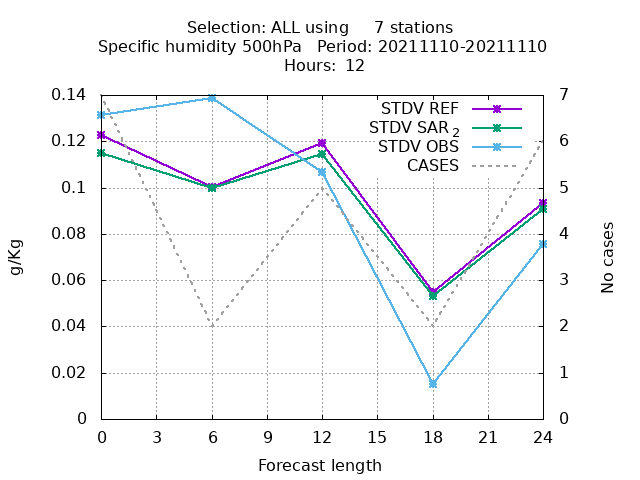 Selection: ALL using     7 stations
Specific humidity 500hPa   Period: 20211110-20211110
Hours: 12
STDV REF
STDV SAR 2
STDV OBS
CASES
0.14
0.12
0.1
0.08
0.06
0.04
0.02
0
g/Kg
7
6
5
4
3
2
1
0
No cases
0 3 6 9 12 15 18 21 24
Forecast length